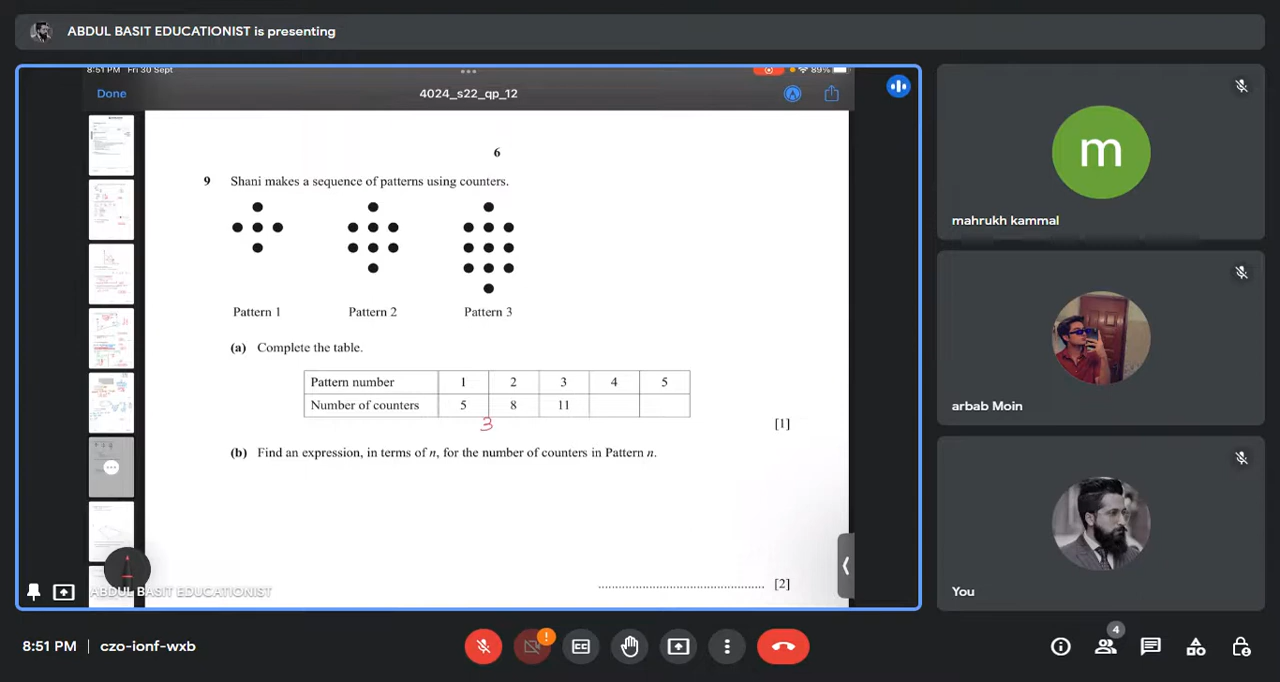 ABDUL BASIT EDUCATIONIST is presenting
8:51 PM Fri 30 Sept
89%
Done
4024_s22_qp_12
6
9 Shani makes a sequence of patterns using counters.
Pattern 1 Pattern 2 Pattern 3
(a) Complete the table.
Pattern number 1 2 3 4 5
Number of counters 5 8 11
3
[1]
(b) Find an expression, in terms of n, for the number of counters in Pattern n.
[2]
ABDUL BASIT EDUCATIONIST
m
mahrukh kammal
arbab Moin
You
8:51 PM | czo-ionf-wxb
!
CC
4